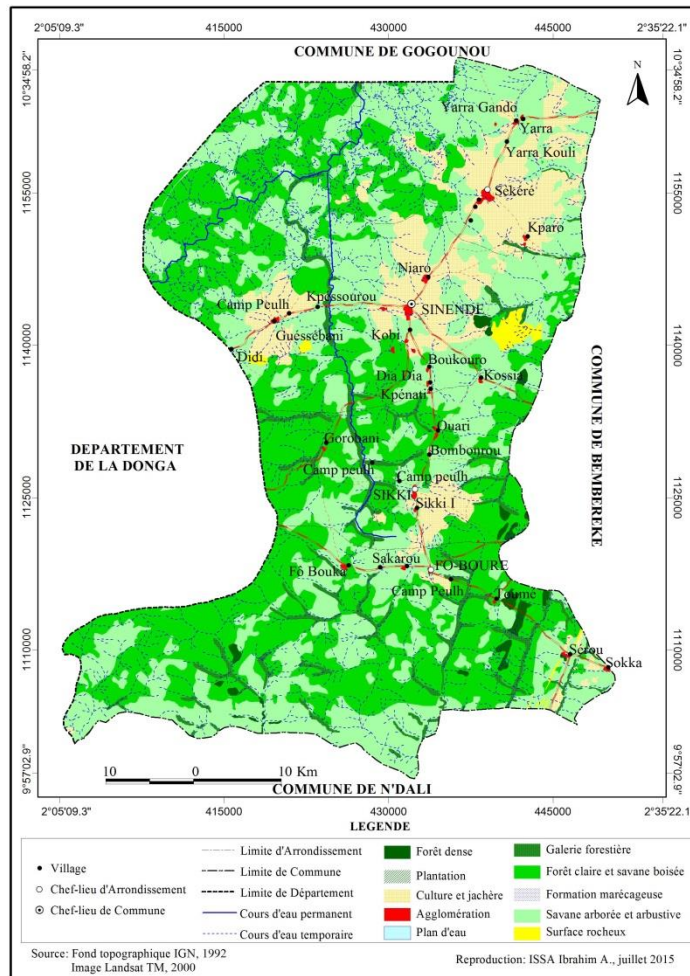 2°05'09.3"
415000
430000
445000
2°35'22.1"
COMMUNE DE GOGOUNOU
10°34'58.2"
10°34'58.2"
N
Yarra Gando
Yarra
Yarra Kouli
1155000
1155000
Sèkérè
Kparo
Niaro
Kpessourou
Camp Peulh
SINENDE
Guessebani
Kobi
1140000
1140000
Didi
Boukouro
Dia Dia
Kossia
Kpénati
COMMUNE DE BEMBEREKE
Ouari
DEPARTEMENT
DE LA DONGA
Gorobani
Bombonrou
Camp peulh
Camp peulh
SIKKI
Sikki I
1125000
1125000
Fô Bouka
Sakarou
FO-BOURE
Camp Peulh
Toumé
1110000
1110000
Sérou
Sokka
9°57'02.9"
9°57'02.9"
10 0 10 Km
COMMUNE DE N'DALI
2°05'09.3"
415000
430000
445000
2°35'22.1"
LEGENDE
Village
Chef-lieu d'Arrondissement
Chef-lieu de Commune
Limite d'Arrondissement
Limite de Commune
Limite de Département
Cours d'eau permanent
Cours d'eau temporaire
Forêt dense
Plantation
Culture et jachère
Agglomération
Plan d'eau
Galerie forestière
Forêt claire et savane boisée
Formation marécageuse
Savane arborée et arbustive
Surface rocheux
Source: Fond topographique IGN, 1992
Image Landsat TM, 2000
Reproduction: ISSA Ibrahim A., juillet 2015